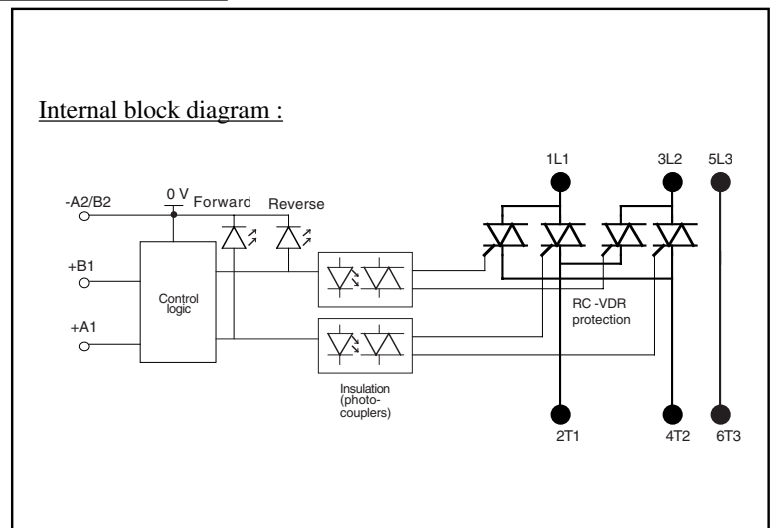 Internal block diagram :
1L1
3L2
5L3
-A2/B2
0 V
Forward
Reverse
+B1
Control
logic
+A1
RC -VDR
protection
Insulation
(photo-
couplers)
2T1
4T2
6T3